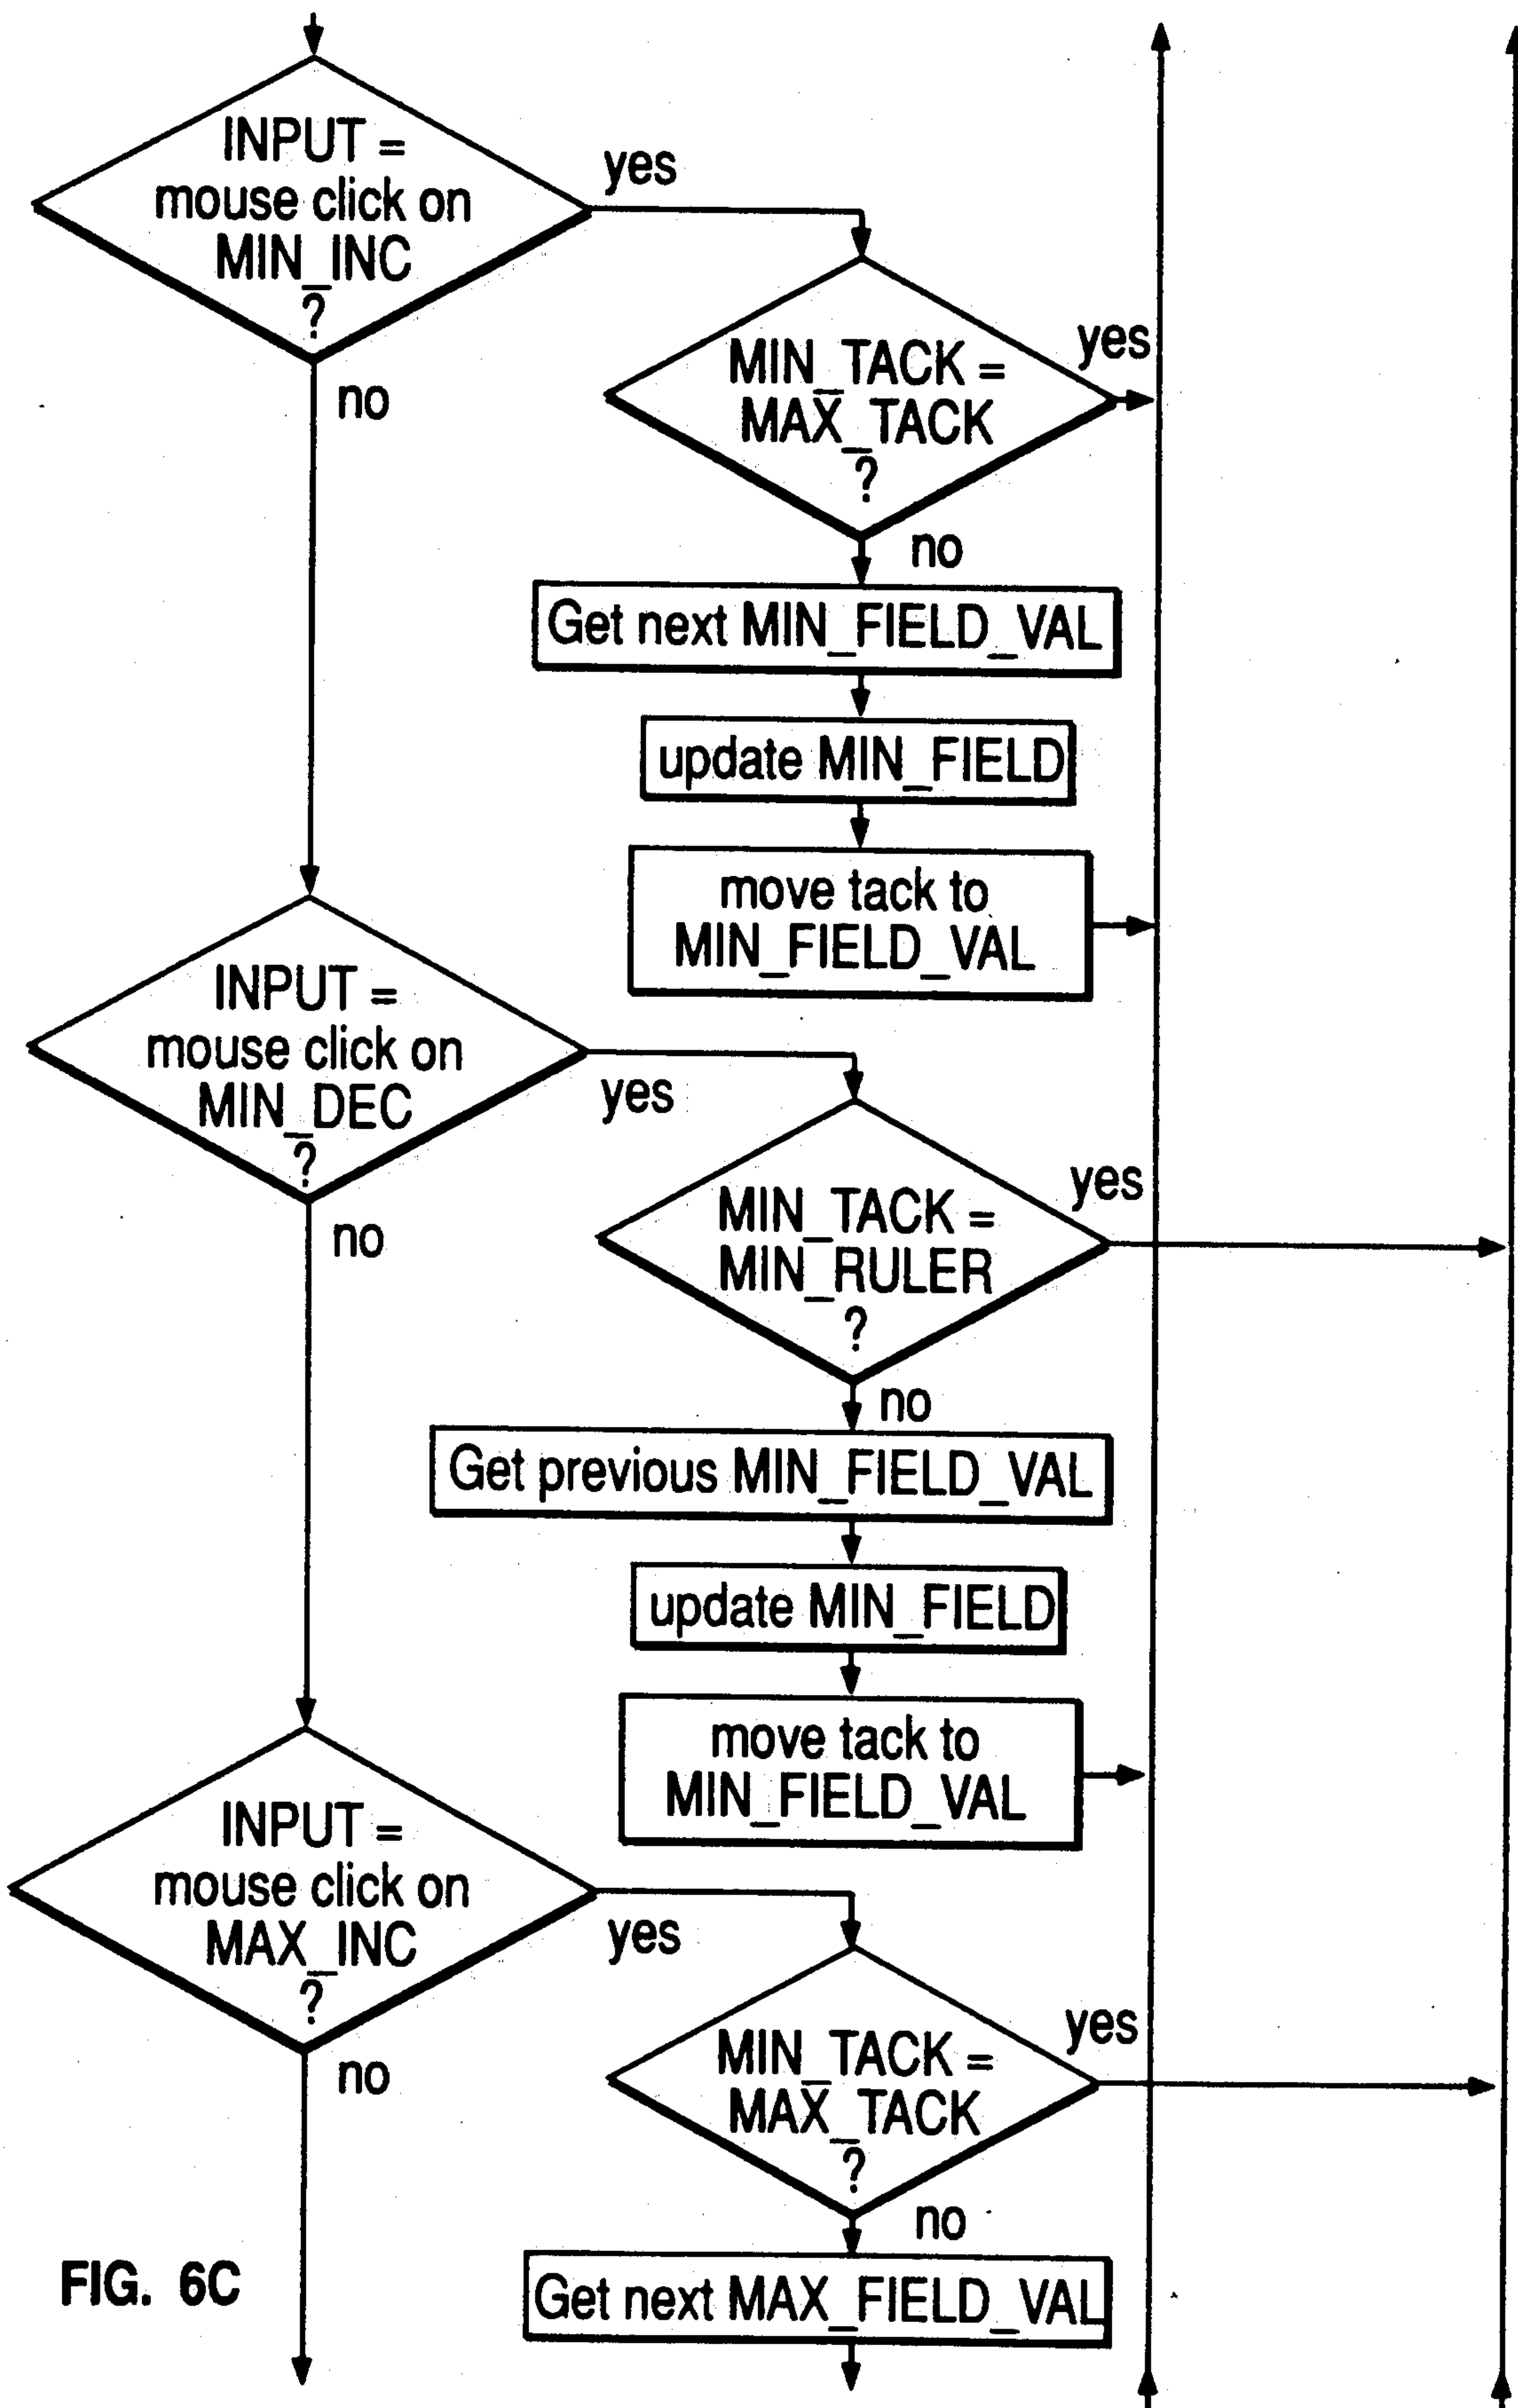 INPUT =
mouse click on
MIN_INC
?
yes
no
MIN_TACK =
MAX_TACK
?
yes
no
Get next MIN_FIELD_VAL
update MIN_FIELD
move tack to
MIN_FIELD_VAL
INPUT =
mouse click on
MIN_DEC
?
yes
no
MIN_TACK =
MIN_RULER
?
yes
no
Get previous MIN_FIELD_VAL
update MIN_FIELD
move tack to
MIN_FIELD_VAL
INPUT =
mouse click on
MAX_INC
?
yes
no
MIN_TACK =
MAX_TACK
?
yes
no
Get next MAX_FIELD_VAL
FIG. 6C